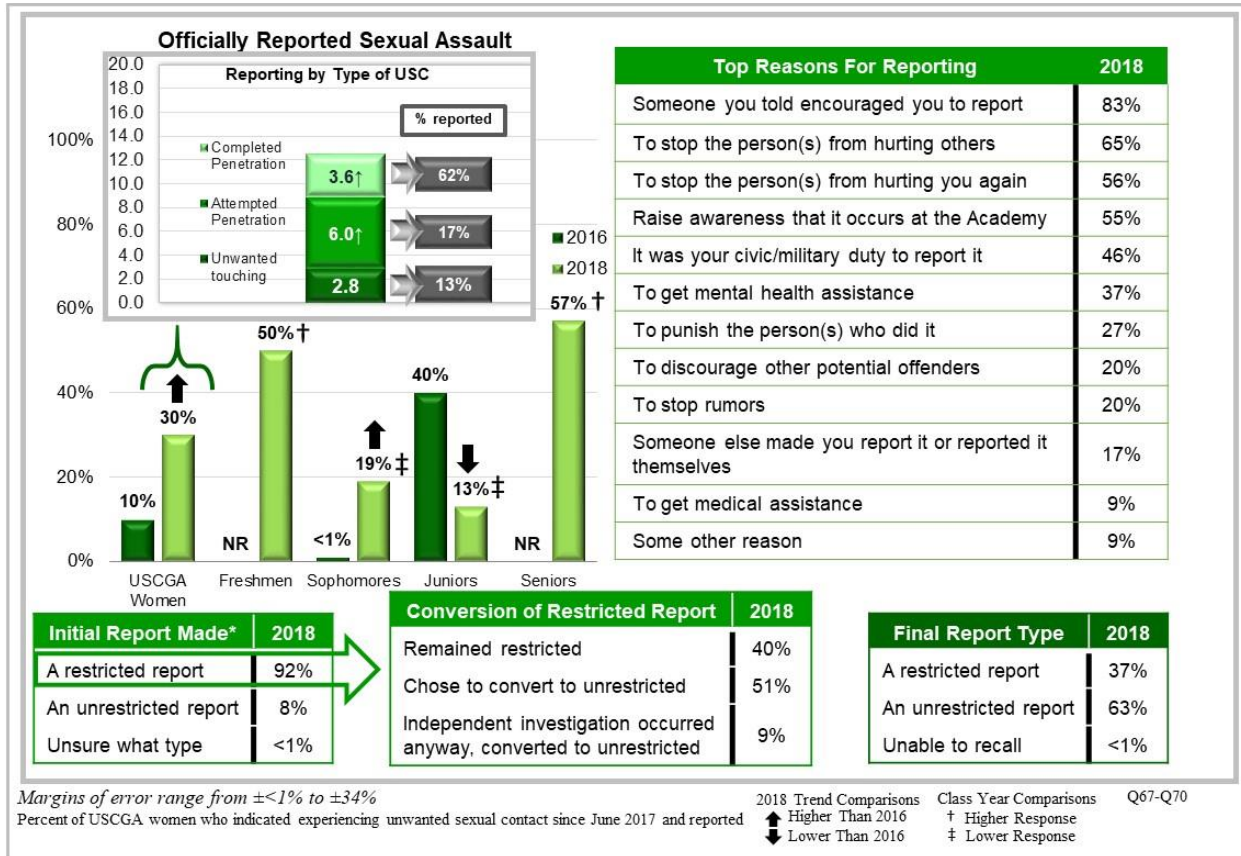 Officially Reported Sexual Assault
Reporting by Type of USC
20.0
18.0
16.0
14.0
12.0
10.0
8.0
6.0
4.0
2.0
0.0
Completed
Penetration
Attempted
Penetration
Unwanted
touching
3.6↑
6.0↑
2.8
% reported
62%
17%
13%
100%
80%
60%
40%
20%
0%
2016
2018
10%
30%
NR
50% †
<1%
19% ‡
40%
13% ‡
NR
57% †
USCGA
Women
Freshmen
Sophomores
Juniors
Seniors
Top Reasons For Reporting 2018
Someone you told encouraged you to report 83%
To stop the person(s) from hurting others 65%
To stop the person(s) from hurting you again 56%
Raise awareness that it occurs at the Academy 55%
It was your civic/military duty to report it 46%
To get mental health assistance 37%
To punish the person(s) who did it 27%
To discourage other potential offenders 20%
To stop rumors 20%
Someone else made you report it or reported it
themselves 17%
To get medical assistance 9%
Some other reason 9%
Initial Report Made* 2018
A restricted report 92%
An unrestricted report 8%
Unsure what type <1%
Conversion of Restricted Report 2018
Remained restricted 40%
Chose to convert to unrestricted 51%
Independent investigation occurred
anyway, converted to unrestricted 9%
Final Report Type 2018
A restricted report 37%
An unrestricted report 63%
Unable to recall <1%
Margins of error range from ±<1% to ±34%
Percent of USCGA women who indicated experiencing unwanted sexual contact since June 2017 and reported
2018 Trend Comparisons
Higher Than 2016
Lower Than 2016
Class Year Comparisons
† Higher Response
‡ Lower Response
Q67-Q70